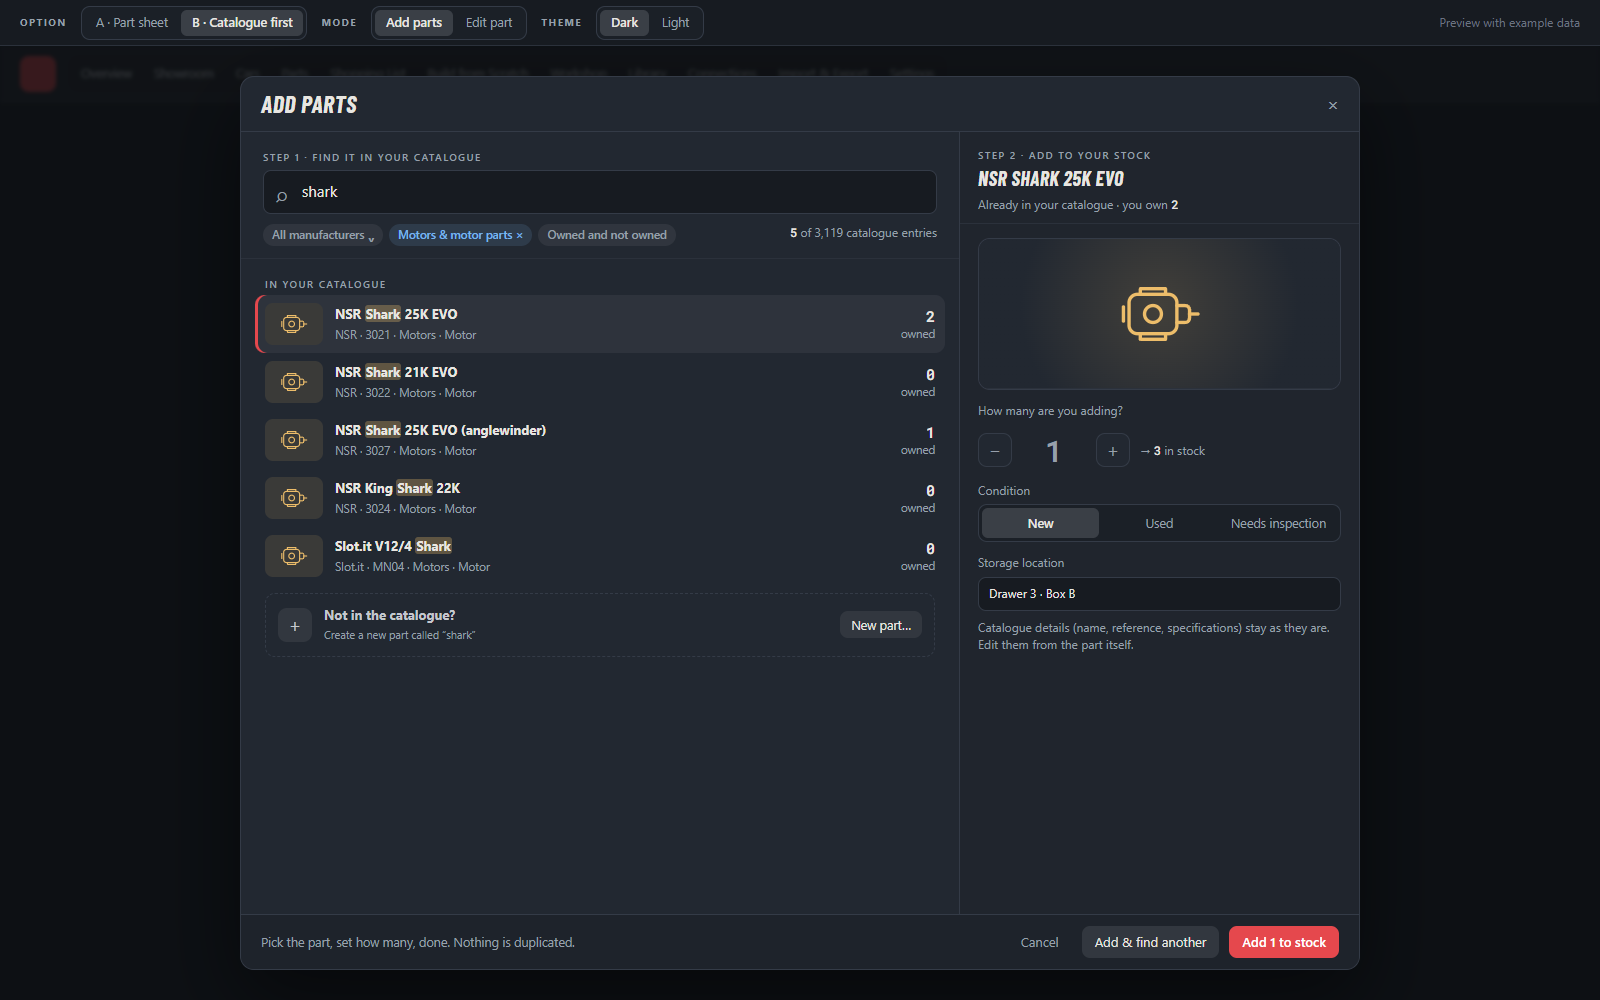 OPTION A · Part sheet B · Catalogue first MODE Add parts Edit part THEME Dark Light Preview with example data
ADD PARTS ×
STEP 1 · FIND IT IN YOUR CATALOGUE
shark
All manufacturers Motors & motor parts × Owned and not owned 5 of 3,119 catalogue entries
IN YOUR CATALOGUE
NSR Shark 25K EVO 2
NSR · 3021 · Motors · Motor owned
NSR Shark 21K EVO 0
NSR · 3022 · Motors · Motor owned
NSR Shark 25K EVO (anglewinder) 1
NSR · 3027 · Motors · Motor owned
NSR King Shark 22K 0
NSR · 3024 · Motors · Motor owned
Slot.it V12/4 Shark 0
Slot.it · MN04 · Motors · Motor owned
+ Not in the catalogue? New part...
Create a new part called “shark”
STEP 2 · ADD TO YOUR STOCK
NSR SHARK 25K EVO
Already in your catalogue · you own 2
How many are you adding?
− 1 + → 3 in stock
Condition
New Used Needs inspection
Storage location
Drawer 3 · Box B
Catalogue details (name, reference, specifications) stay as they are.
Edit them from the part itself.
Pick the part, set how many, done. Nothing is duplicated. Cancel Add & find another Add 1 to stock